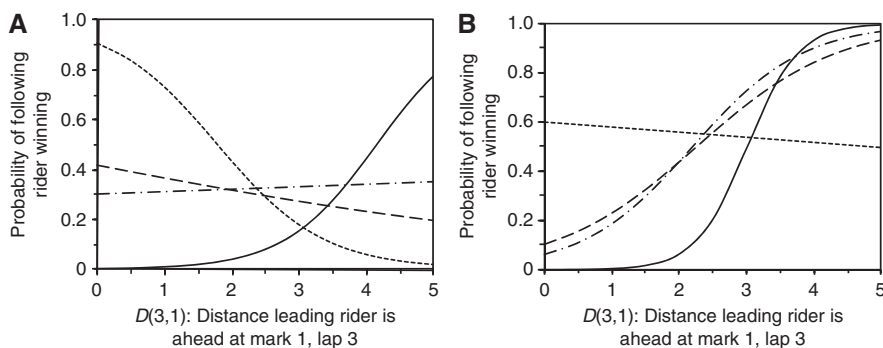 A
Probability of following
rider winning
1.0
0.8
0.6
0.4
0.2
0
0 1 2 3 4 5
D(3,1): Distance leading rider is
ahead at mark 1, lap 3
B
Probability of following
rider winning
1.0
0.8
0.6
0.4
0.2
0
0 1 2 3 4 5
D(3,1): Distance leading rider is
ahead at mark 1, lap 3